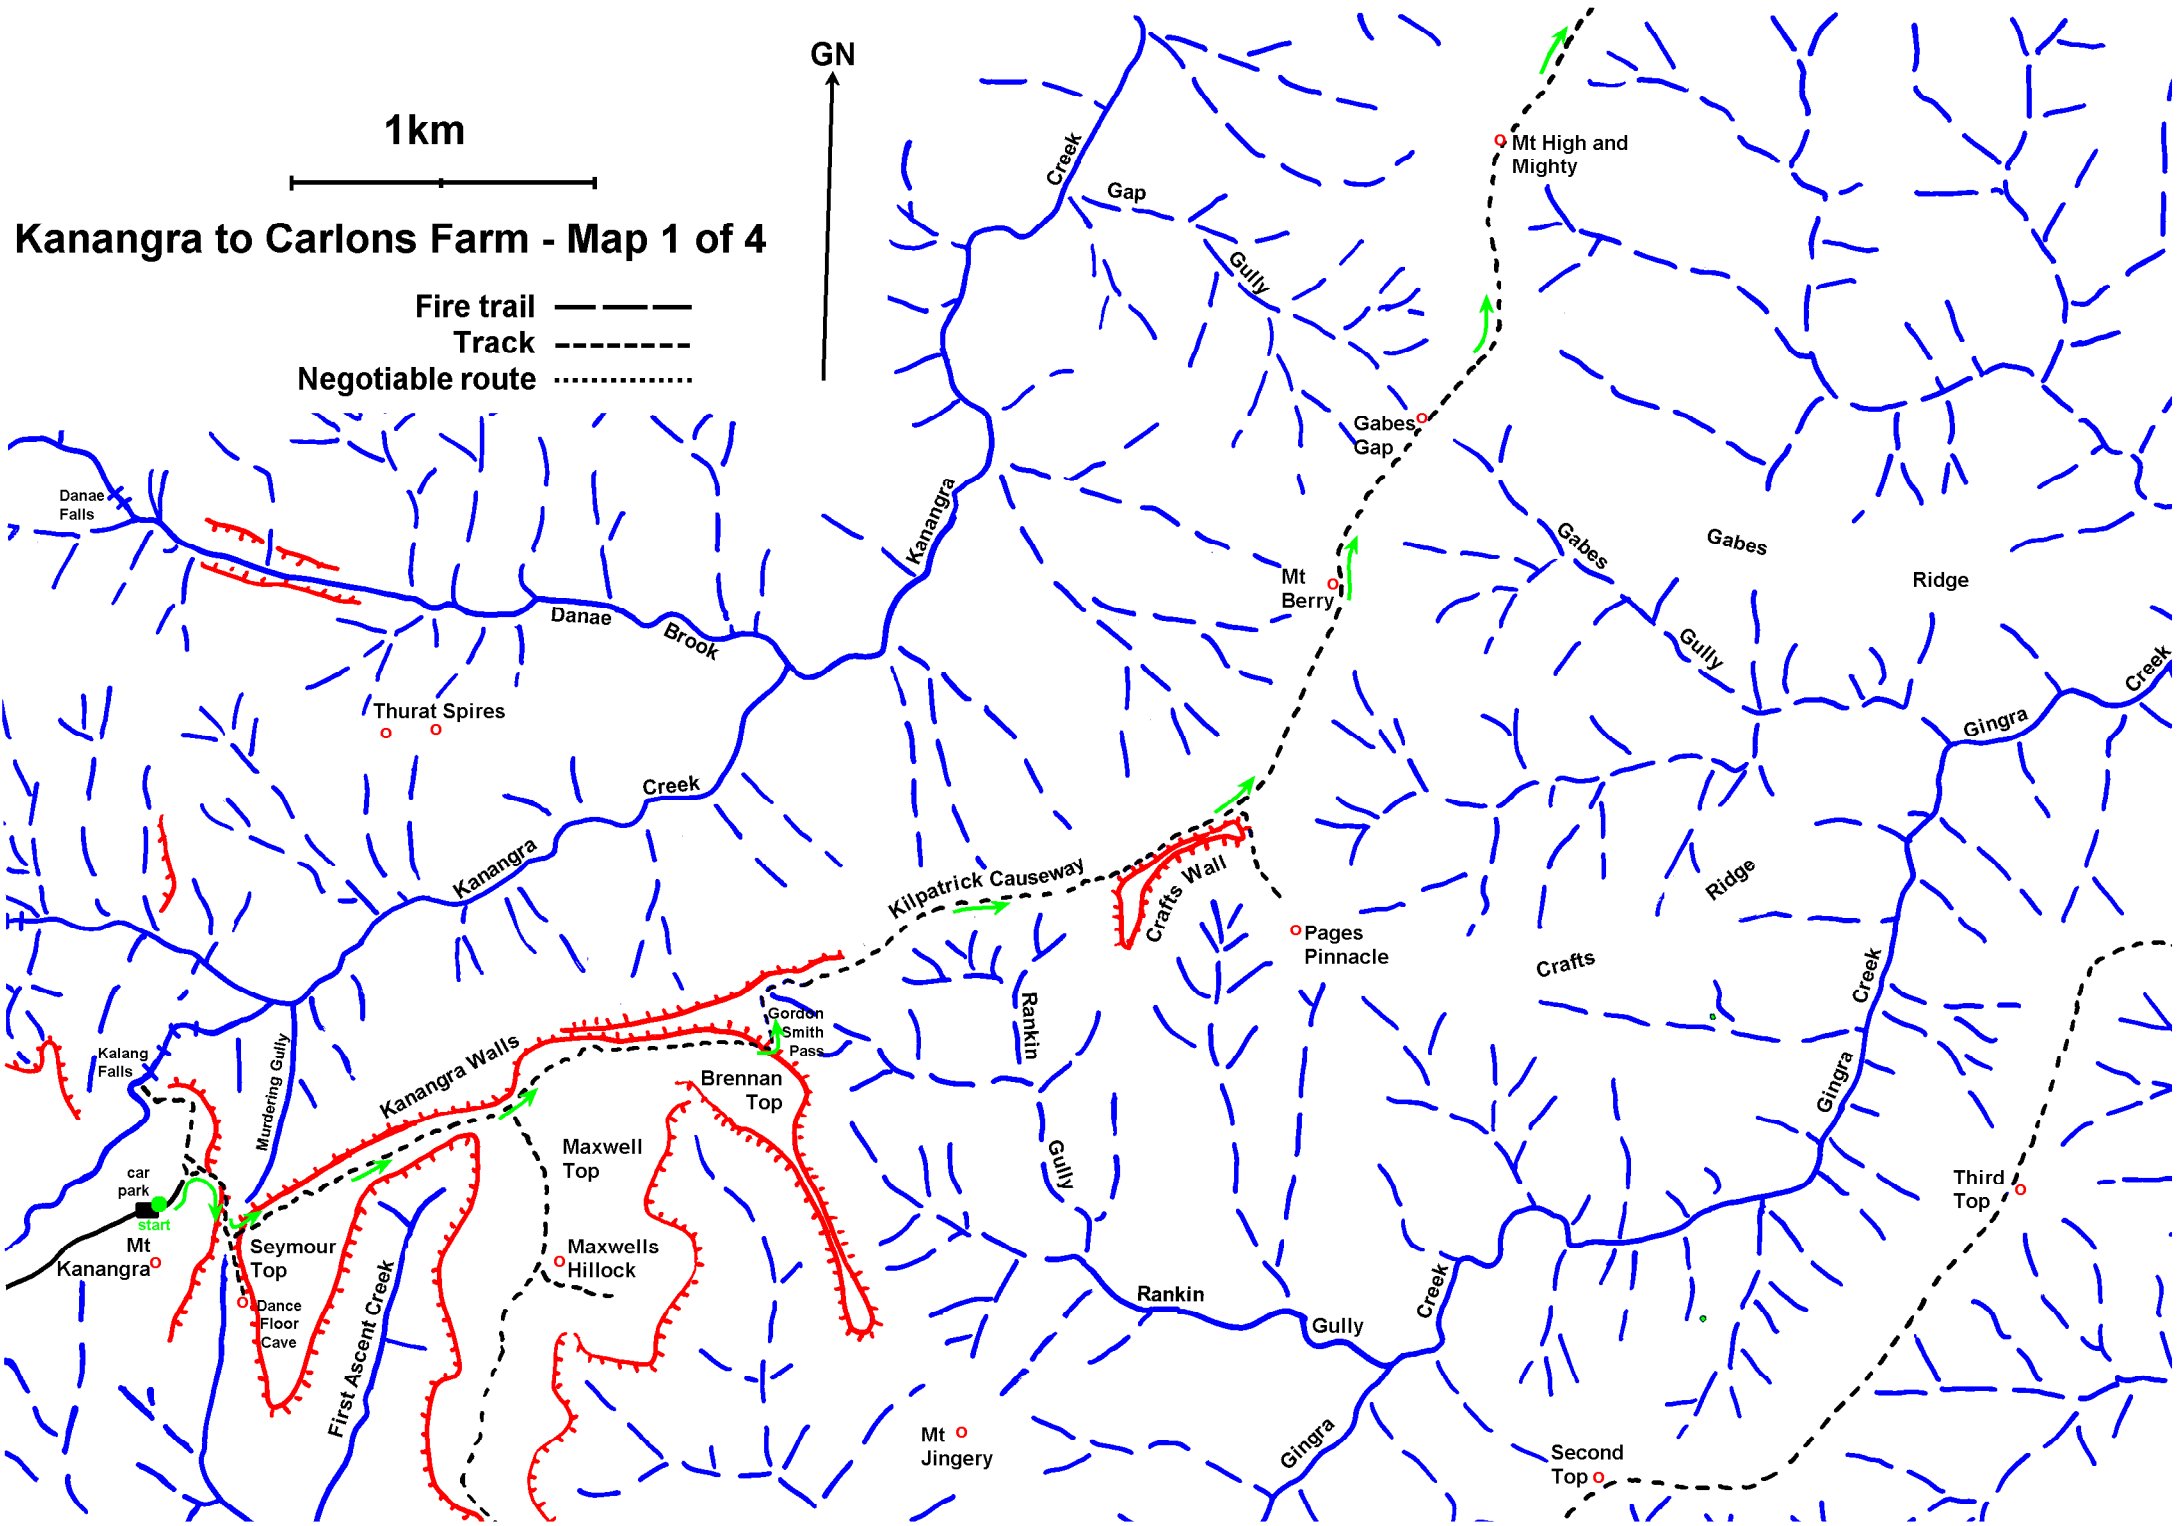 GN
1km
Kanangra to Carlons Farm - Map 1 of 4
Fire trail
Track
Negotiable route
Creek
Gap
Gully
Mt High and
Mighty
Gabes
Gap
Danae
Falls
Kanangra
Gabes
Gully
Gabes
Ridge
Mt
Berry
Danae
Brook
Thurat Spires
Creek
Kanangra
Creek
Gingra
Kilpatrick Causeway
Crafts Wall
Ridge
Crafts
Pages
Pinnacle
Creek
Gingra
Rankin
Gully
Gordon
Smith
Pass
Kanangra Walls
Brennan
Top
Kalang
Falls
Murdering Gully
Maxwell
Top
car
park
start
Mt
Kanangra
Seymour
Top
Maxwells
Hillock
Dance
Floor
Cave
First Ascent Creek
Third
Top
Rankin
Gully
Creek
Gingra
Mt
Jingery
Second
Top